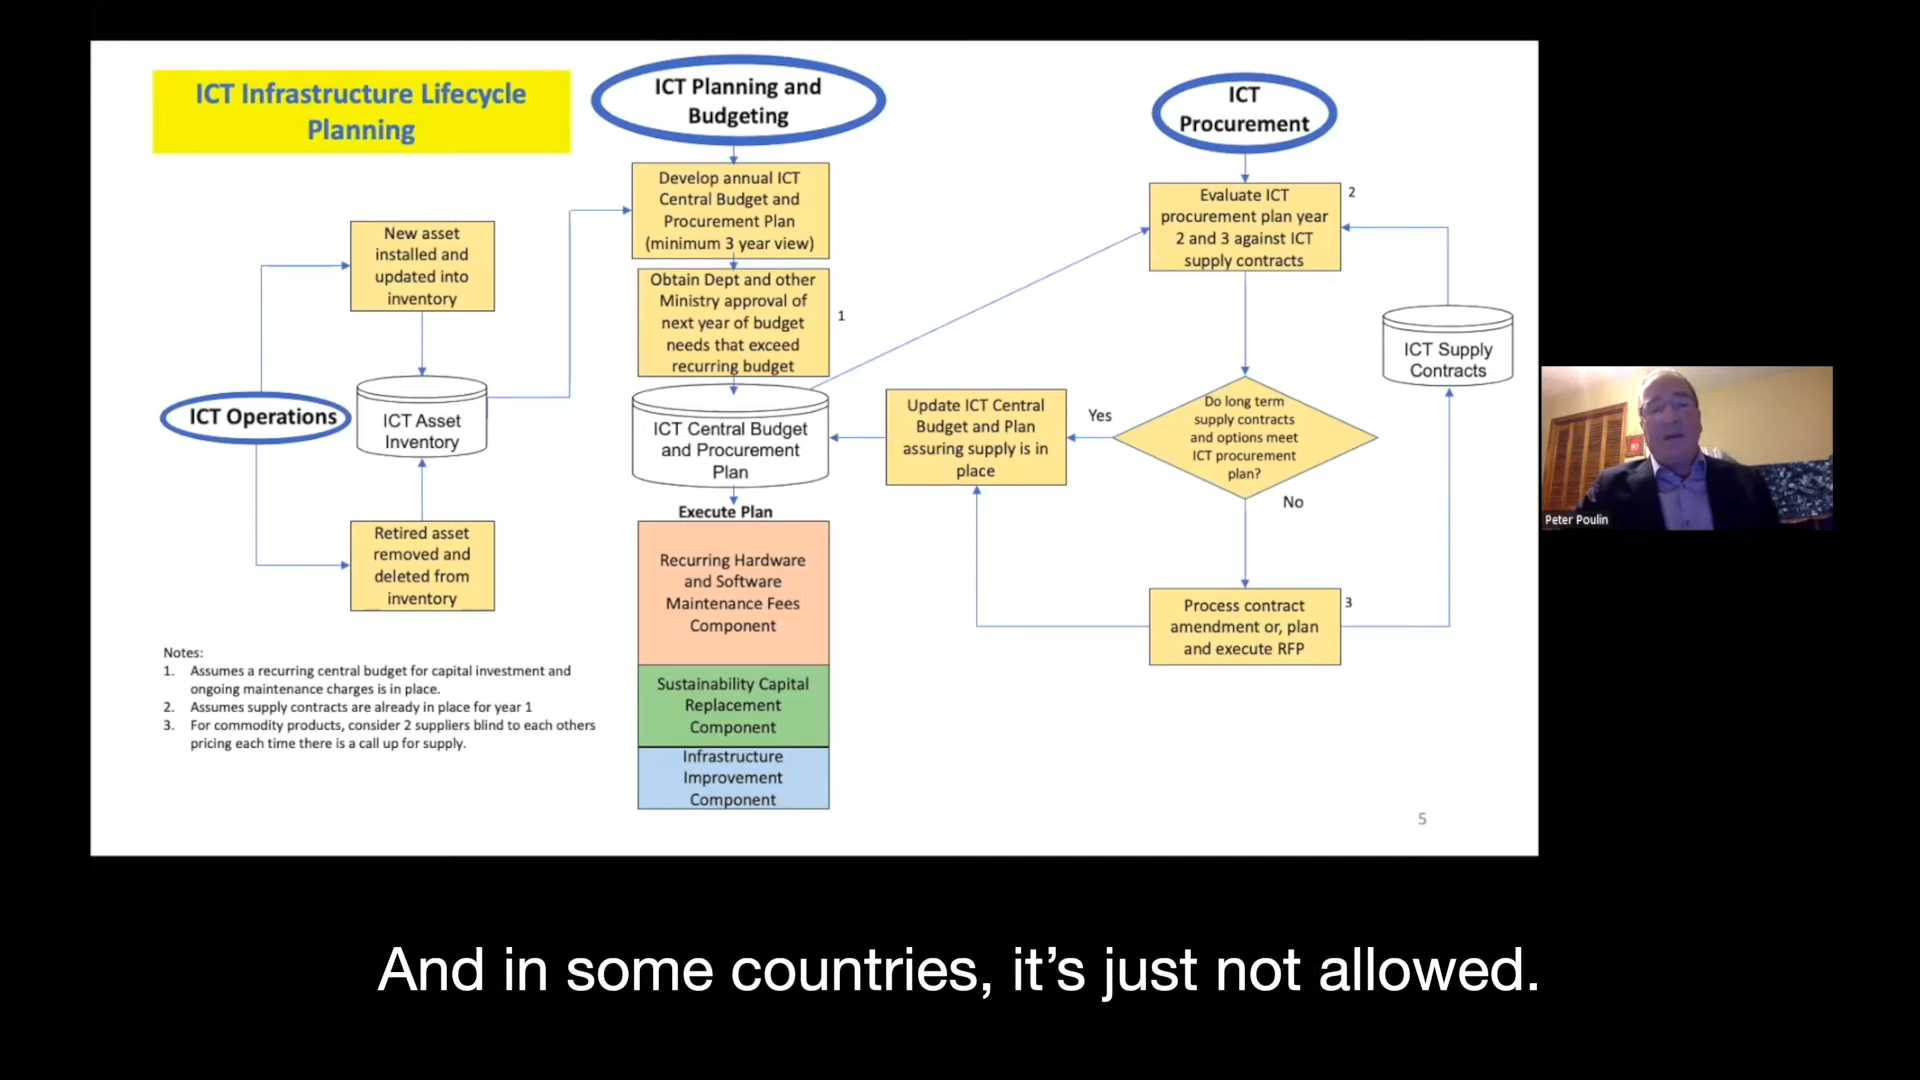 ICT Infrastructure Lifecycle
Planning
ICT Planning and
Budgeting
ICT
Procurement
Develop annual ICT
Central Budget and
Procurement Plan
(minimum 3 year view)
Evaluate ICT
procurement plan year
2 and 3 against ICT
supply contracts
2
New asset
installed and
updated into
inventory
Obtain Dept and other
Ministry approval of
next year of budget
needs that exceed
recurring budget
1
ICT Supply
Contracts
ICT Operations
ICT Asset
Inventory
ICT Central Budget
and Procurement
Plan
Update ICT Central
Budget and Plan
assuring supply is in
place
Yes
Do long term
supply contracts
and options meet
ICT procurement
plan?
No
Execute Plan
Retired asset
removed and
deleted from
inventory
Recurring Hardware
and Software
Maintenance Fees
Component
Process contract
amendment or, plan
and execute RFP
3
Sustainability Capital
Replacement
Component
Infrastructure
Improvement
Component
Notes:
1. Assumes a recurring central budget for capital investment and
ongoing maintenance charges is in place.
2. Assumes supply contracts are already in place for year 1
3. For commodity products, consider 2 suppliers blind to each others
pricing each time there is a call up for supply.
5
Peter Poulin
And in some countries, it’s just not allowed.